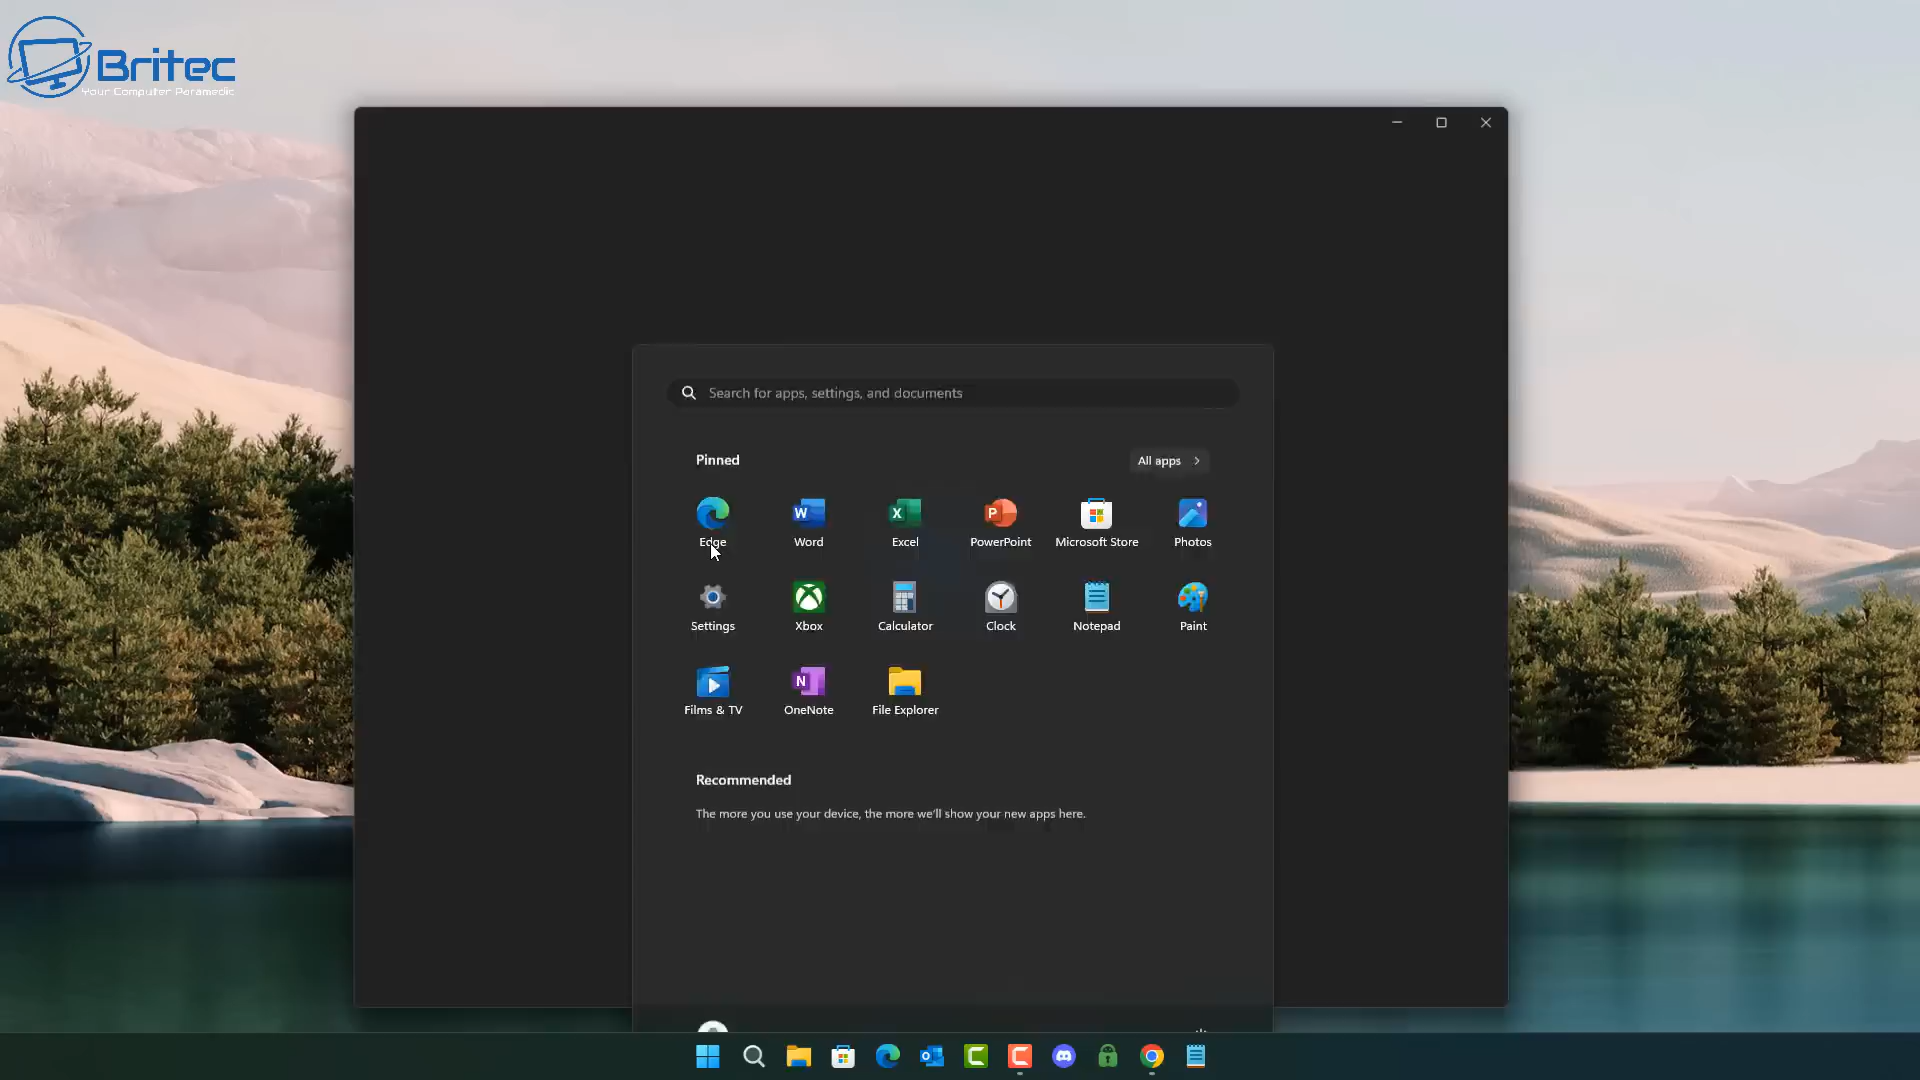 Britec
Your Computer Paramedic
Search for apps, settings, and documents
Pinned
All apps
Edge
Word
Excel
PowerPoint
Microsoft Store
Photos
Settings
Xbox
Calculator
Clock
Notepad
Paint
Films & TV
OneNote
File Explorer
Recommended
The more you use your device, the more we'll show your new apps here.